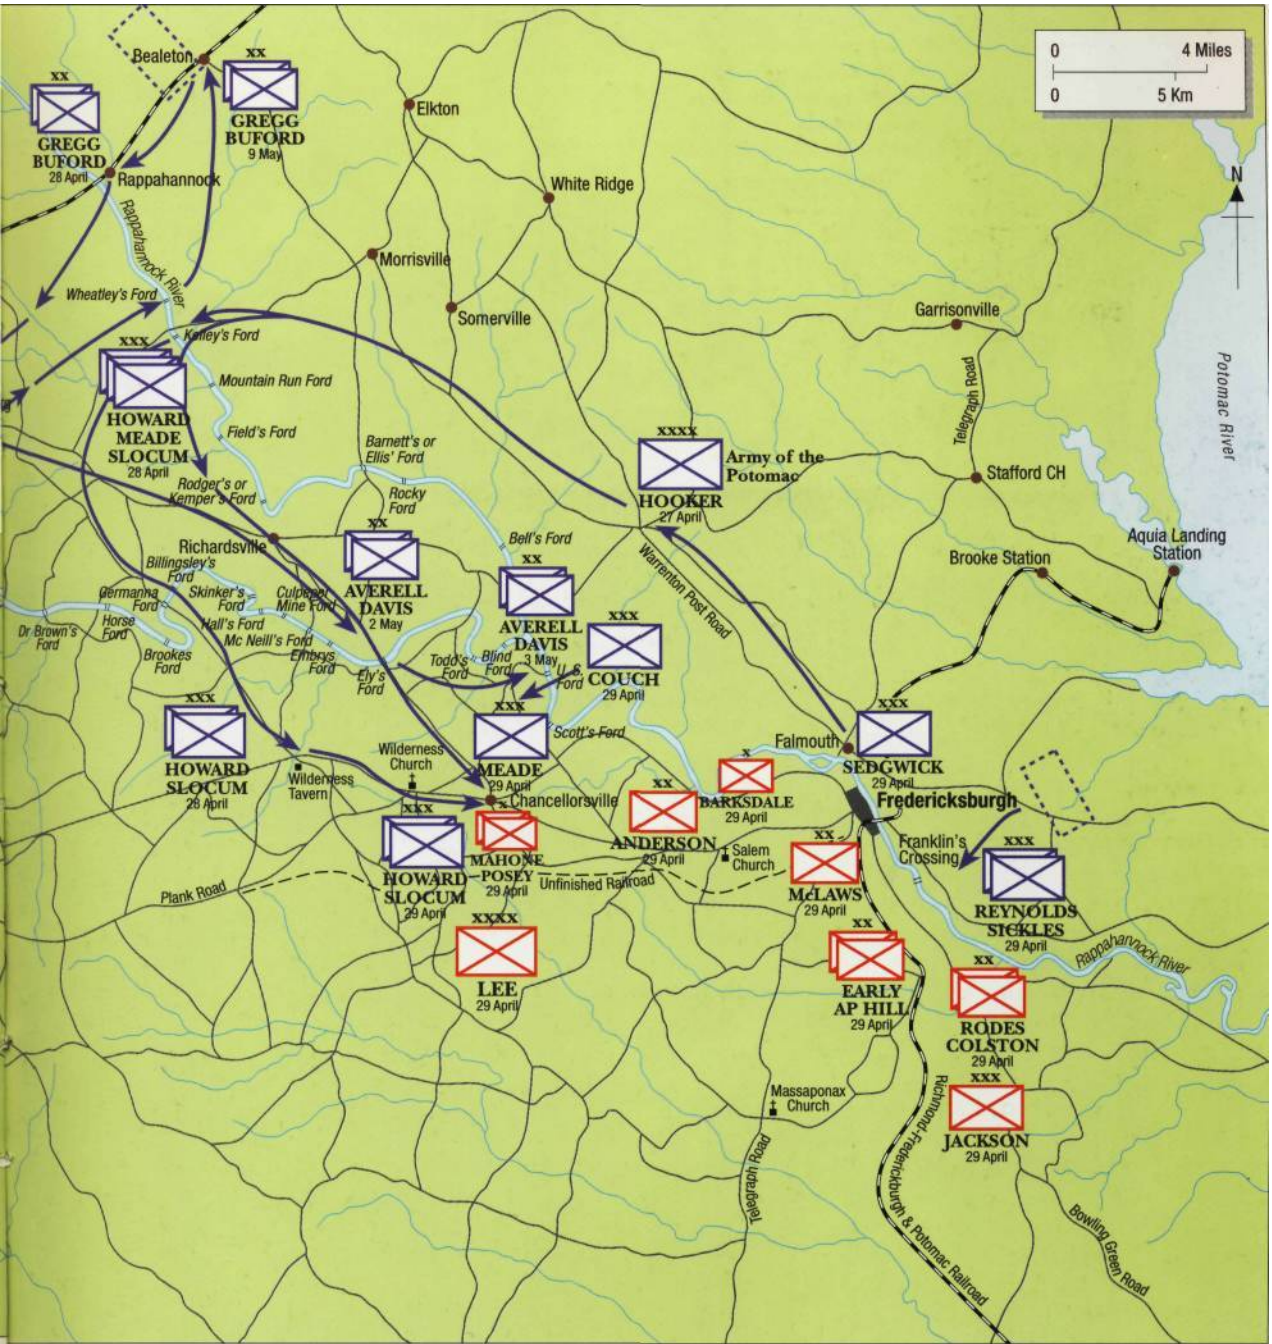 Bealeton
xx
GREGG
BUFORD
28 April
xx
GREGG
BUFORD
9 May
Elkton
0 4 Miles
0 5 Km
N
Rappahannock
White Ridge
Rappahannock River
Morrisville
Wheatley's Ford
Somerville
Garrisonville
Kelley's Ford
xxx
HOWARD
MEADE
SLOCUM
28 April
Mountain Run Ford
Field's Ford
Telegraph Road
Potomac River
Barnett's or
Ellis' Ford
xxxx
Army of the
Potomac
HOOKER
27 April
Rodger's or
Kemper's Ford
Rocky
Ford
Stafford CH
Richardsville
xx
AVERELL
DAVIS
2 May
Bell's Ford
xx
AVERELL
DAVIS
3 May
Warrenton Post Road
Brooke Station
Aquia Landing
Station
Billingsley's
Ford
Germanna
Ford
Skinker's
Ford
Culpeper
Mine Ford
Horse
Ford
Hall's Ford
Dr Brown's
Ford
Mc Neill's Ford
Brookes
Ford
Embrys
Ford
Ely's
Ford
Todd's
Ford
Blind
Ford
U. S.
Ford
xxx
COUCH
29 April
xxx
HOWARD
SLOCUM
28 April
Wilderness
Tavern
Wilderness
Church
xxx
MEADE
29 April
Scott's Ford
Falmouth
xxx
SEDGWICK
29 April
x
BARKSDALE
29 April
xx
ANDERSON
29 April
Chancellorsville
Fredericksburgh
x
MAHONE
POSEY
29 April
xxx
HOWARD
SLOCUM
29 April
Salem
Church
Franklin's
Crossing
xx
McLAWS
29 April
xxx
REYNOLDS
SICKLES
29 April
Plank Road
Unfinished Railroad
xxxx
LEE
29 April
xx
EARLY
AP HILL
29 April
Rappahannock River
xx
RODES
COLSTON
29 April
xxx
JACKSON
29 April
Massaponax
Church
Telegraph Road
Richmond-Frederickburgh & Potomac Railroad
Bowling Green Road